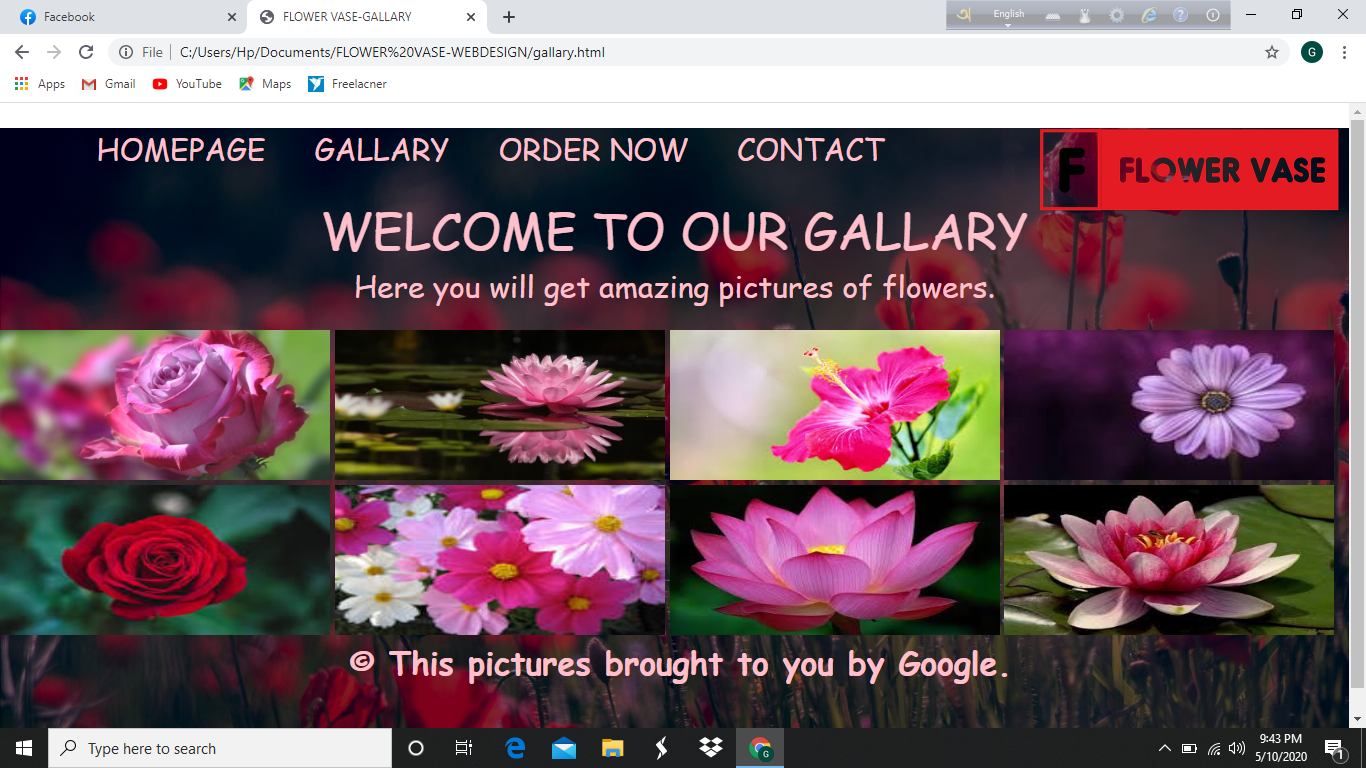 Facebook
FLOWER VASE-GALLARY
English
File
C:/Users/Hp/Documents/FLOWER%20VASE-WEBDESIGN/gallary.html
G
Apps
Gmail
YouTube
Maps
Freelacner
HOMEPAGE
GALLARY
ORDER NOW
CONTACT
F
FLOWER VASE
WELCOME TO OUR GALLARY
Here you will get amazing pictures of flowers.
© This pictures brought to you by Google.
Type here to search
G
9:43 PM
5/10/2020
1